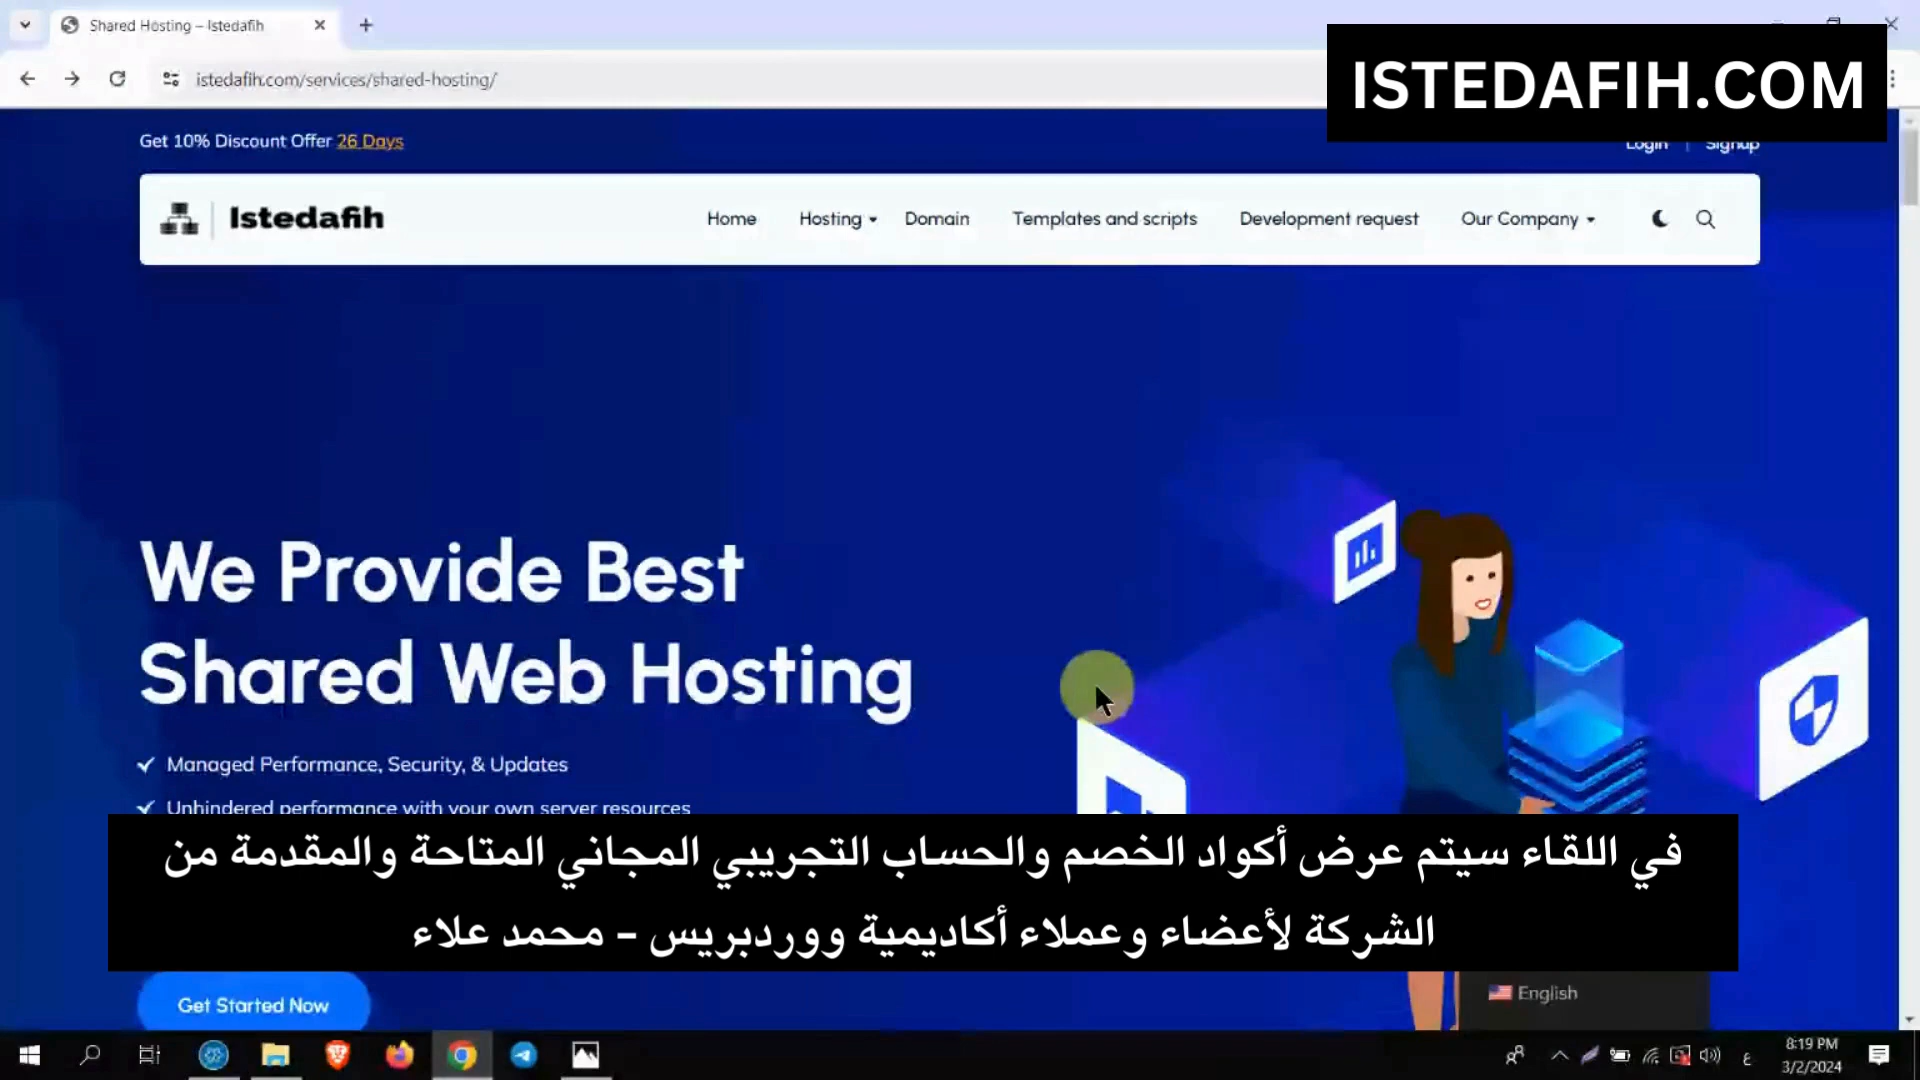 Shared Hosting – Istedafih
istedafih.com/services/shared-hosting/
ISTEDAFIH.COM
Get 10% Discount Offer 26 Days
Login | Signup
Istedafih
Home Hosting Domain Templates and scripts Development request Our Company
We Provide Best
Shared Web Hosting
Managed Performance, Security, & Updates
Unhindered performance with your own server resources
في اللقاء سيتم عرض أكواد الخصم والحساب التجريبي المجاني المتاحة والمقدمة من
الشركة لأعضاء وعملاء أكاديمية ووردبريس – محمد علاء
Get Started Now
English
ع
8:19 PM
3/2/2024